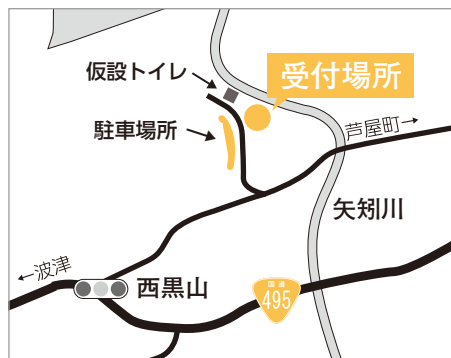 仮設トイレ
受付場所
駐車場所
芦屋町→
矢矧川
←波津
西黒山
国道
495